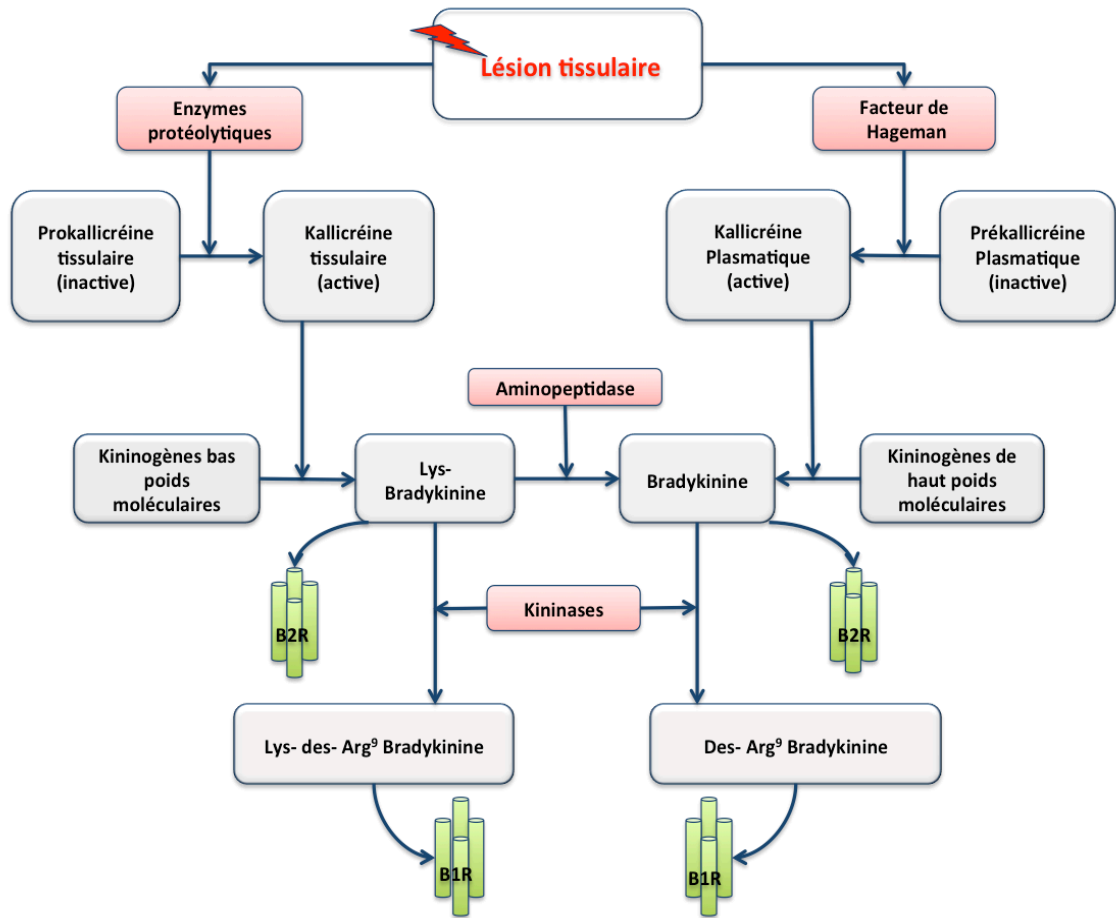 Lésion tissulaire
Enzymes
protéolytiques
Facteur de
Hageman
Prokallicréine
tissulaire
(inactive)
Kallicréine
tissulaire
(active)
Kallicréine
Plasmatique
(active)
Prékallicréine
Plasmatique
(inactive)
Aminopeptidase
Kininogènes bas
poids
moléculaires
Lys-
Bradykinine
Bradykinine
Kininogènes de
haut poids
moléculaires
B2R
Kininases
B2R
Lys- des- Arg⁹ Bradykinine
Des- Arg⁹ Bradykinine
B1R
B1R